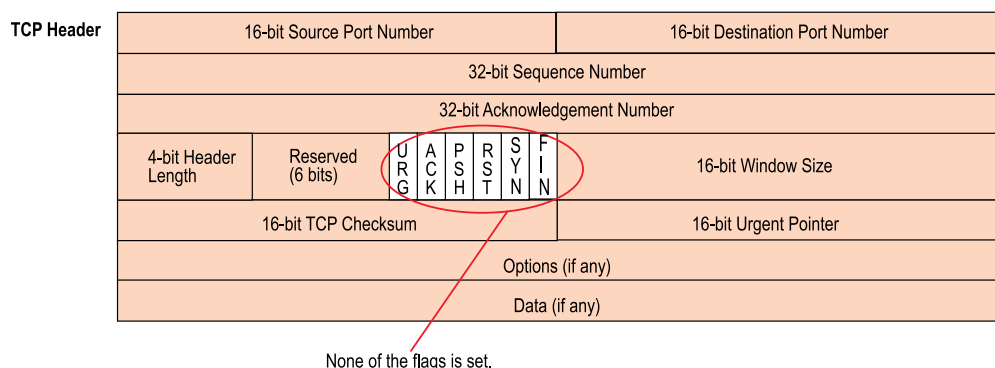 TCP Header
16-bit Source Port Number
16-bit Destination Port Number
32-bit Sequence Number
32-bit Acknowledgement Number
4-bit Header
Length
Reserved
(6 bits)
URG
ACK
PSH
RST
SYN
FIN
16-bit Window Size
16-bit TCP Checksum
16-bit Urgent Pointer
Options (if any)
Data (if any)
None of the flags is set.